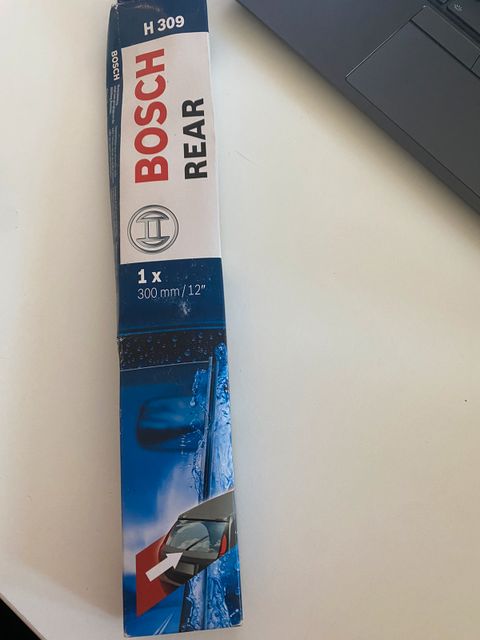 H 309
BOSCH
REAR
BOSCH
1 x
300 mm / 12"